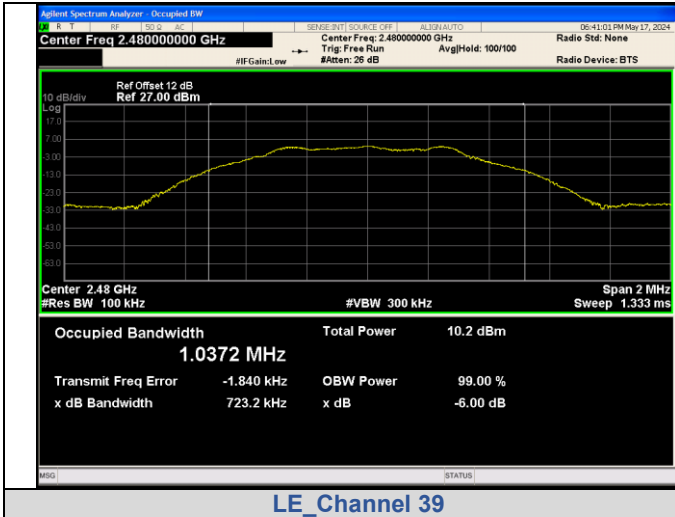 Agilent Spectrum Analyzer - Occupied BW
R T RF 50 Ω AC SENSE:INT SOURCE OFF ALIGNAUTO 06:41:01 PM May 17, 2024
Center Freq 2.480000000 GHz Center Freq: 2.480000000 GHz Radio Std: None
Trig: Free Run Avg|Hold: 100/100
#IFGain:Low #Atten: 26 dB Radio Device: BTS
Ref Offset 12 dB
10 dB/div Ref 27.00 dBm
Log
17.0
7.00
-3.00
-13.0
-23.0
-33.0
-43.0
-53.0
-63.0
Center 2.48 GHz Span 2 MHz
#Res BW 100 kHz #VBW 300 kHz Sweep 1.333 ms
Occupied Bandwidth Total Power 10.2 dBm
1.0372 MHz
Transmit Freq Error -1.840 kHz OBW Power 99.00 %
x dB Bandwidth 723.2 kHz x dB -6.00 dB
MSG STATUS
LE_Channel 39